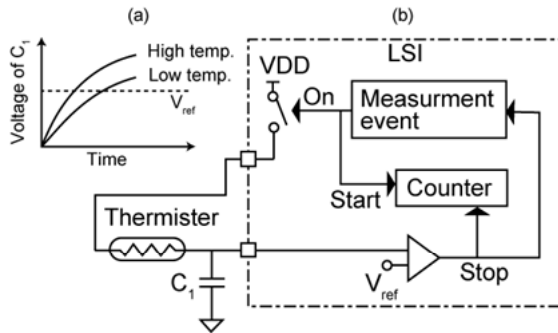 (a)
(b)
Voltage of C1
High temp.
Low temp.
Vref
Time
LSI
VDD
On
Measurment
event
Start
Counter
Thermister
C1
Vref
Stop